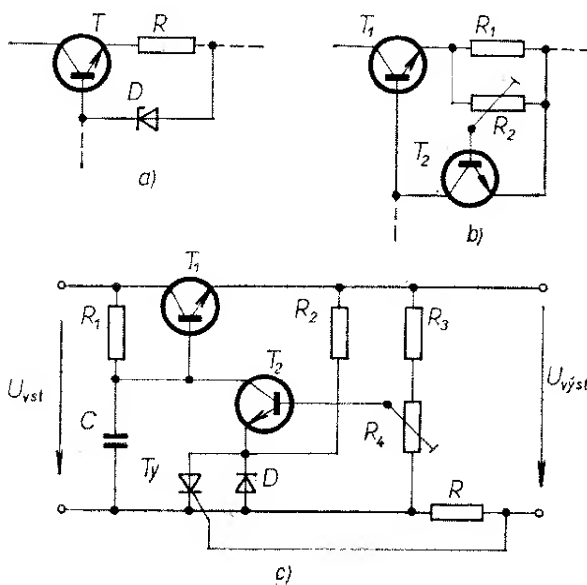 T
R
D
a)
T₁
R₁
R₂
T₂
b)
T₁
R₁
R₂
R₃
T₂
Uvst
C
Ty
D
R₄
R
Uvýst
c)